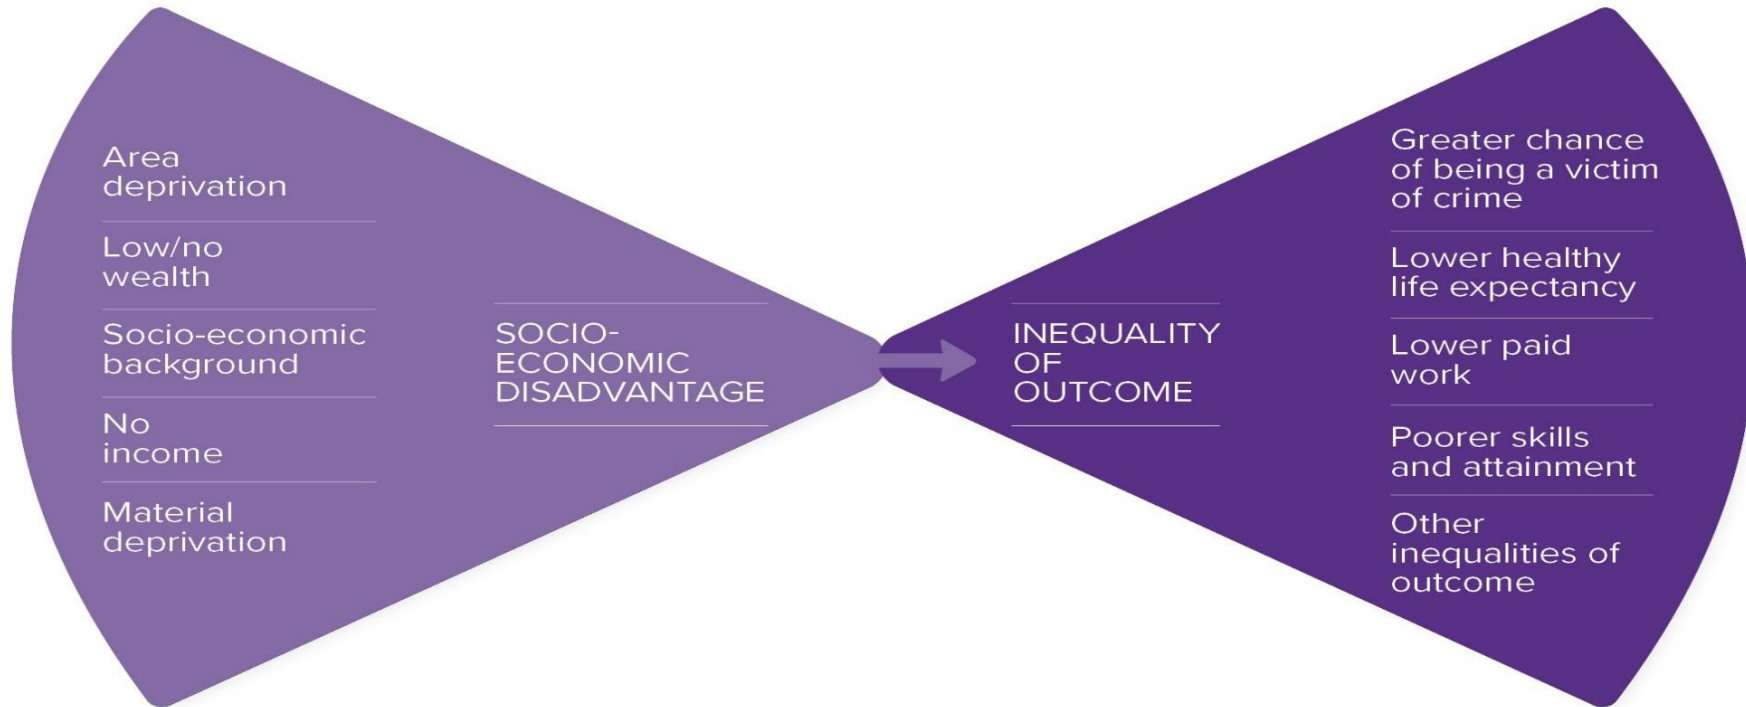 Area
deprivation
Low/no
wealth
Socio-economic
background
No
income
Material
deprivation
SOCIO-
ECONOMIC
DISADVANTAGE
INEQUALITY
OF
OUTCOME
Greater chance
of being a victim
of crime
Lower healthy
life expectancy
Lower paid
work
Poorer skills
and attainment
Other
inequalities of
outcome